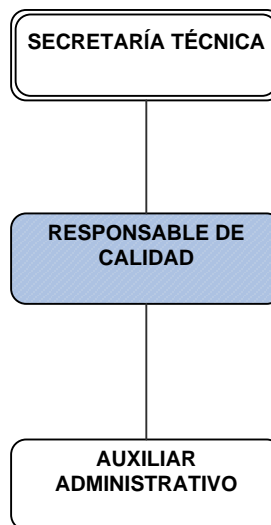 SECRETARÍA TÉCNICA
RESPONSABLE DE
CALIDAD
AUXILIAR
ADMINISTRATIVO